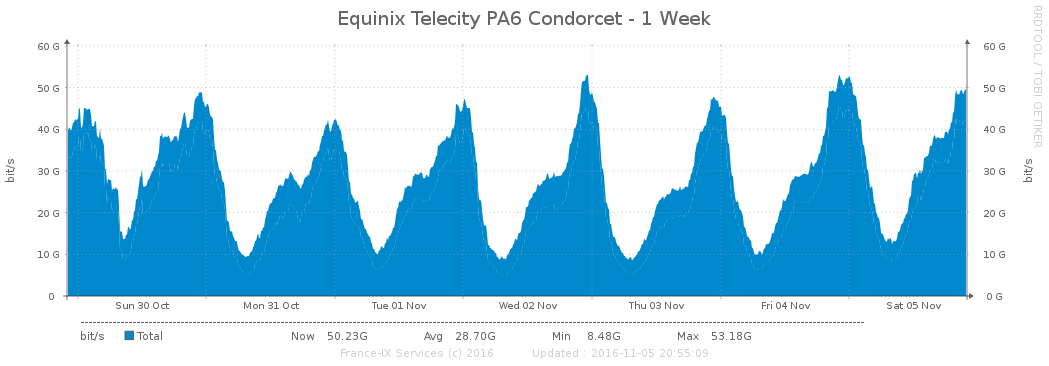 Equinix Telecity PA6 Condorcet - 1 Week
RRDTOOL / TOBI OETIKER
60 G 60 G
50 G 50 G
40 G 40 G
30 G 30 G
20 G 20 G
10 G 10 G
0 0 G
bit/s bit/s
Sun 30 Oct Mon 31 Oct Tue 01 Nov Wed 02 Nov Thu 03 Nov Fri 04 Nov Sat 05 Nov
bit/s Total Now 50.23G Avg 28.70G Min 8.48G Max 53.18G
France-IX Services (c) 2016 Updated : 2016-11-05 20:55:09